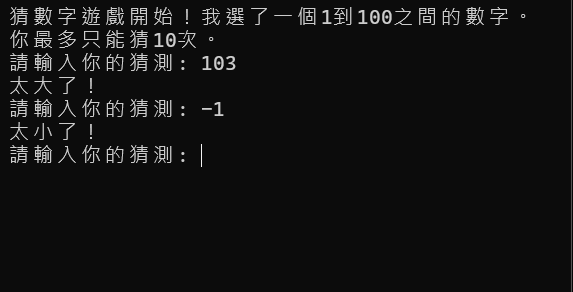 猜數字遊戲開始！我選了一個1到100之間的數字。
你最多只能猜10次。
請輸入你的猜測: 103
太大了！
請輸入你的猜測: -1
太小了！
請輸入你的猜測: